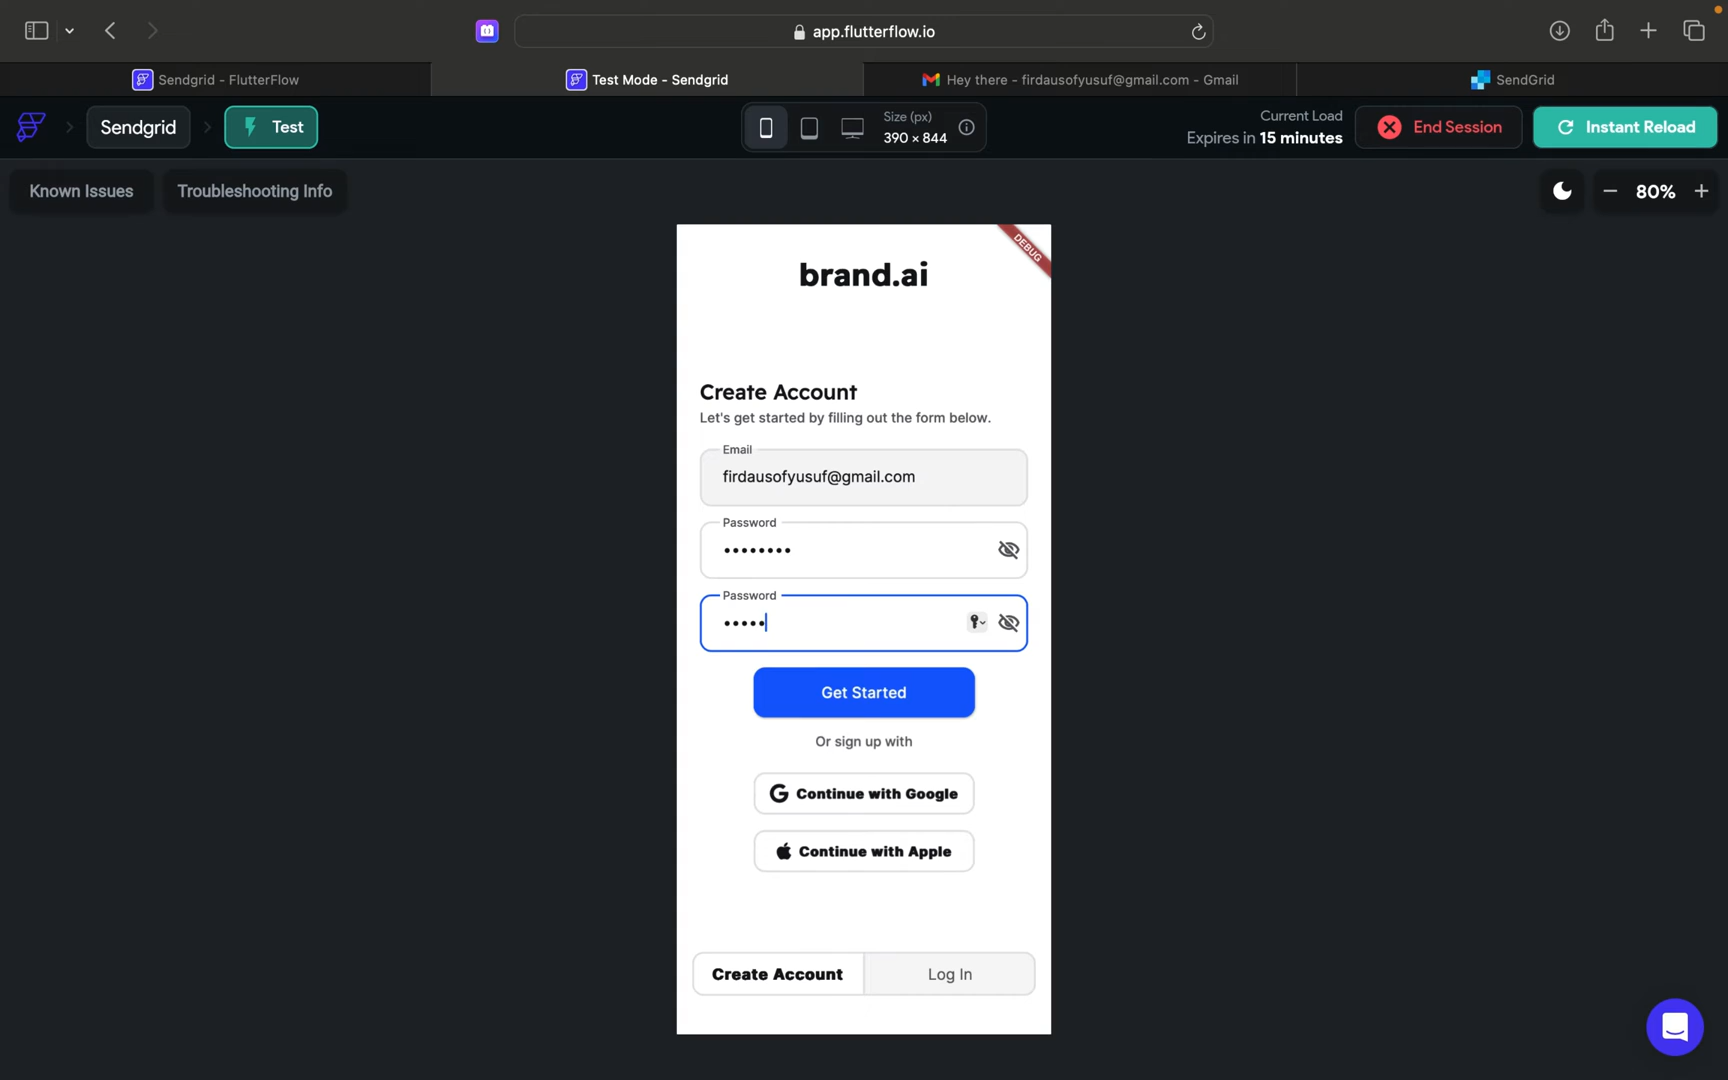 app.flutterflow.io
Sendgrid - FlutterFlow
Test Mode - Sendgrid
Hey there - firdausofyusuf@gmail.com - Gmail
SendGrid
Sendgrid
Test
Size (px)
390 × 844
Current Load
Expires in 15 minutes
End Session
Instant Reload
Known Issues
Troubleshooting Info
80%
DEBUG
brand.ai
Create Account
Let's get started by filling out the form below.
Email
firdausofyusuf@gmail.com
Password
••••••••
Password
•••••
Get Started
Or sign up with
Continue with Google
Continue with Apple
Create Account
Log In